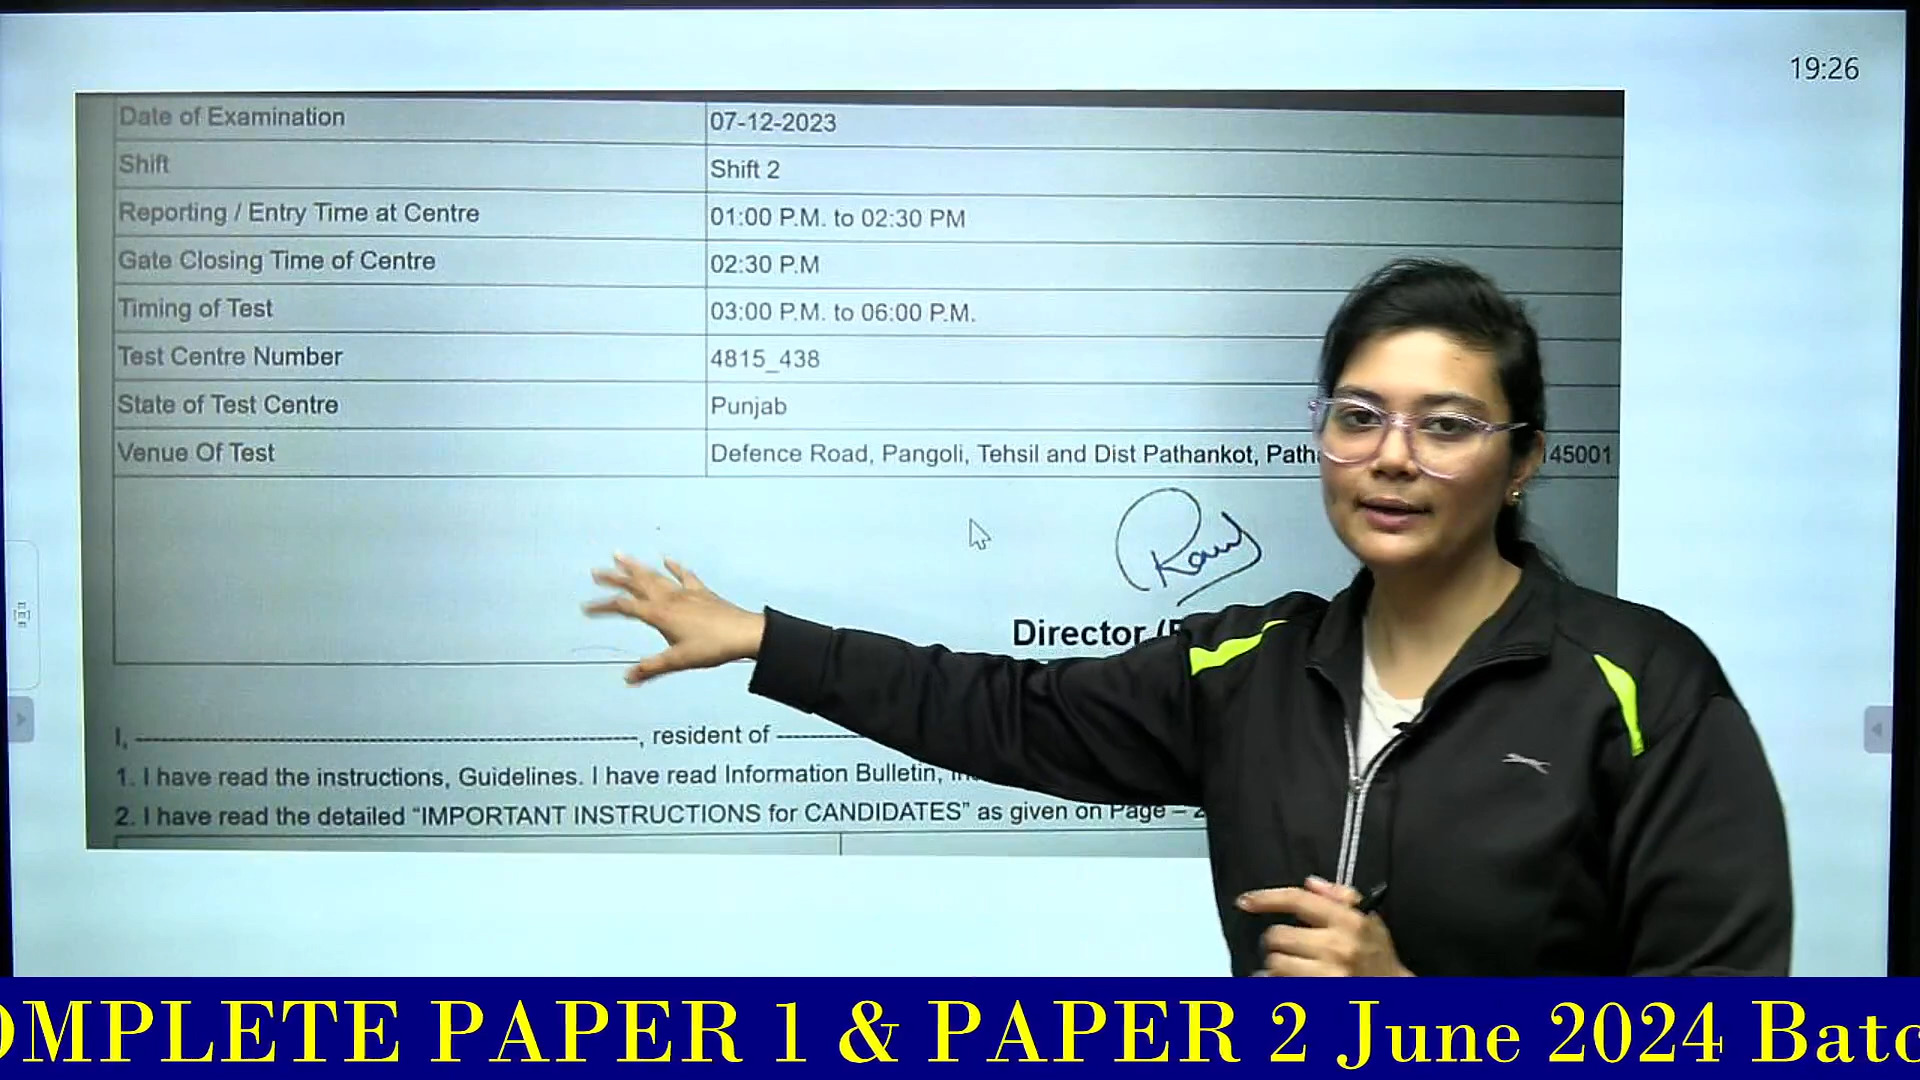 19:26
Date of Examination 07-12-2023
Shift Shift 2
Reporting / Entry Time at Centre 01:00 P.M. to 02:30 PM
Gate Closing Time of Centre 02:30 P.M
Timing of Test 03:00 P.M. to 06:00 P.M.
Test Centre Number 4815_438
State of Test Centre Punjab
Venue Of Test Defence Road, Pangoli, Tehsil and Dist Pathankot, 145001
Director
I, , resident of
1. I have read the instructions, Guidelines. I have read Information Bulletin,
2. I have read the detailed “IMPORTANT INSTRUCTIONS for CANDIDATES” as given on Page –
OMPLETE PAPER 1 & PAPER 2 June 2024 Batc